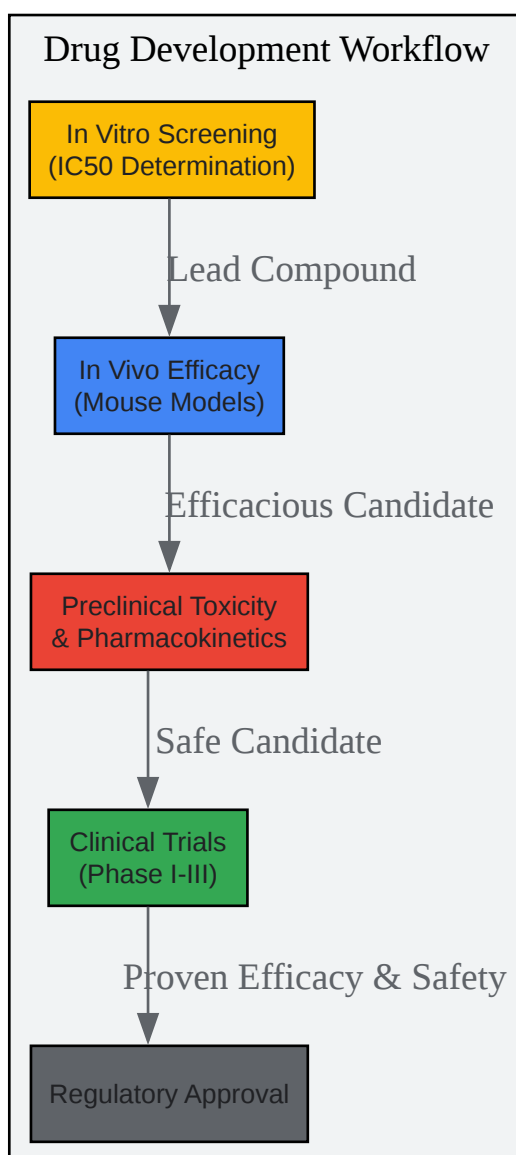 Drug Development Workflow
In Vitro Screening
(IC50 Determination)
Lead Compound
In Vivo Efficacy
(Mouse Models)
Efficacious Candidate
Preclinical Toxicity
& Pharmacokinetics
Safe Candidate
Clinical Trials
(Phase I-III)
Proven Efficacy & Safety
Regulatory Approval